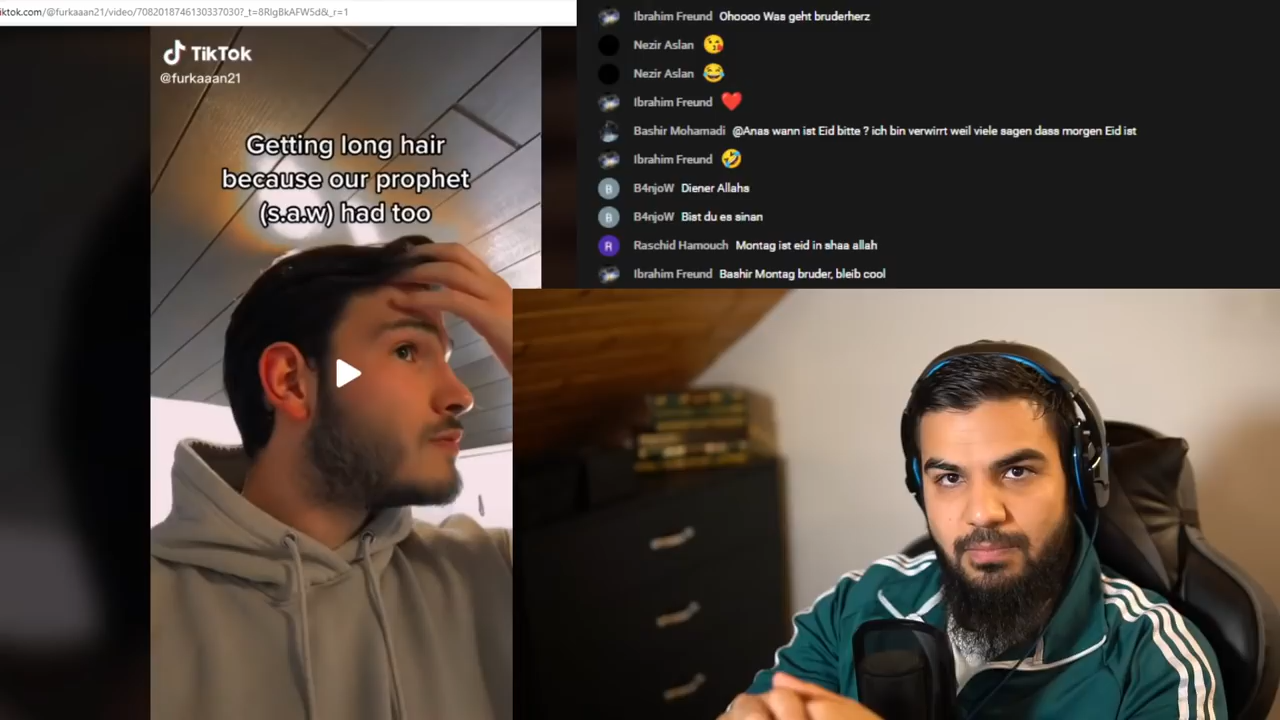 iktok.com/@furkaaan21/video/7082018746130337030?_t=8RIgBkAFW5d&_r=1
TikTok
@furkaaan21
Getting long hair
because our prophet
(s.a.w) had too
Ibrahim Freund Ohoooo Was geht bruderherz
Nezir Aslan 😘
Nezir Aslan 😂
Ibrahim Freund ❤️
Bashir Mohamadi @Anas wann ist Eid bitte ? ich bin verwirrt weil viele sagen dass morgen Eid ist
Ibrahim Freund 🤣
B B4njoW Diener Allahs
B B4njoW Bist du es sinan
R Raschid Hamouch Montag ist eid in shaa allah
Ibrahim Freund Bashir Montag bruder, bleib cool